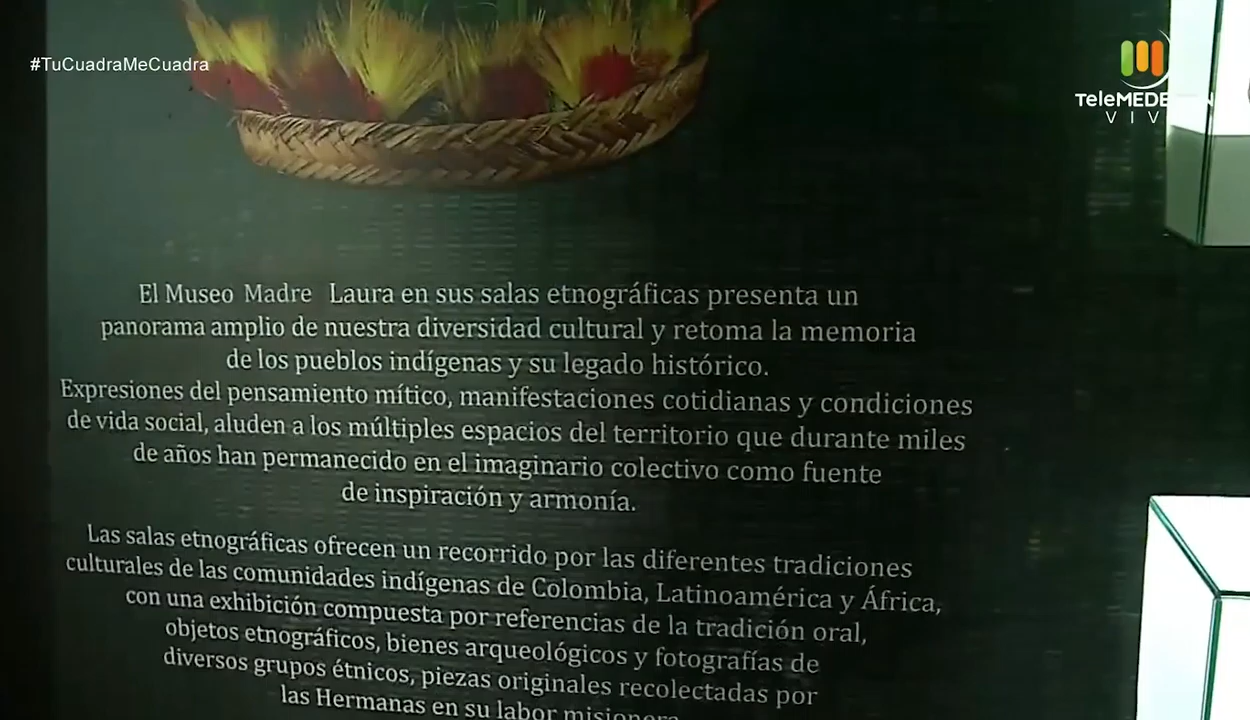 #TuCuadraMeCuadra
TeleMEDE
VIV
El Museo Madre Laura en sus salas etnográficas presenta un
panorama amplio de nuestra diversidad cultural y retoma la memoria
de los pueblos indígenas y su legado histórico.
Expresiones del pensamiento mítico, manifestaciones cotidianas y condiciones
de vida social, aluden a los múltiples espacios del territorio que durante miles
de años han permanecido en el imaginario colectivo como fuente
de inspiración y armonía.
Las salas etnográficas ofrecen un recorrido por las diferentes tradiciones
culturales de las comunidades indígenas de Colombia, Latinoamérica y África,
con una exhibición compuesta por referencias de la tradición oral,
objetos etnográficos, bienes arqueológicos y fotografías de
diversos grupos étnicos, piezas originales recolectadas por
las Hermanas en su labor misionera